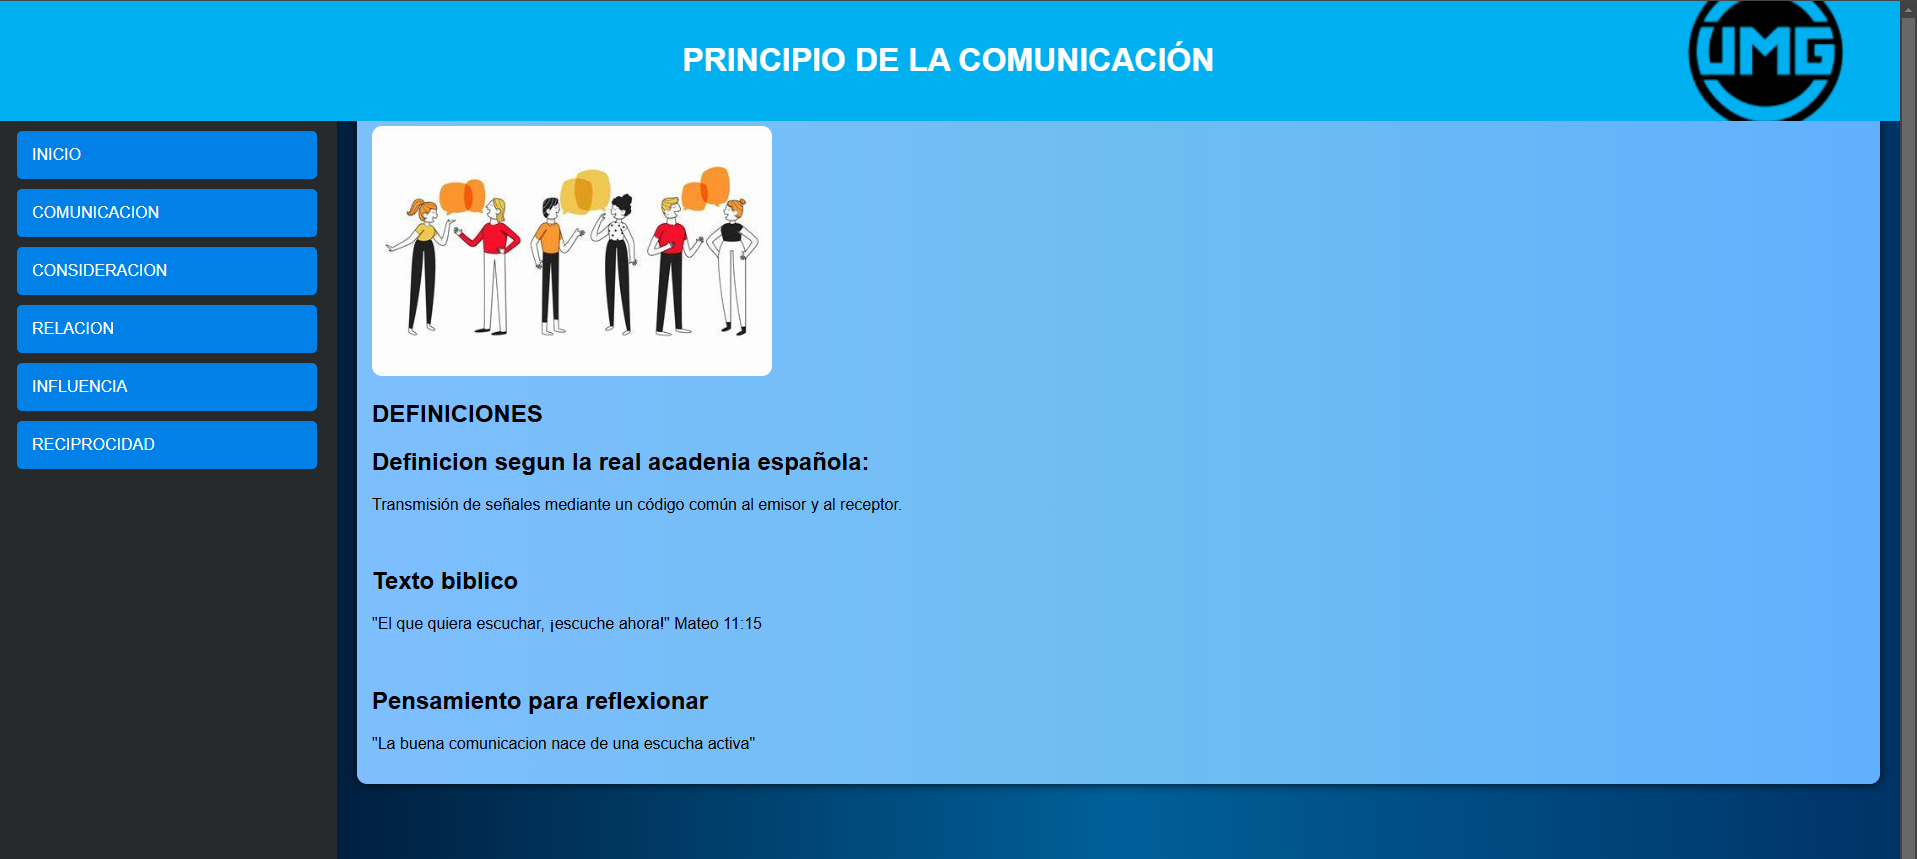 PRINCIPIO DE LA COMUNICACIÓN
UMG
INICIO
COMUNICACION
CONSIDERACION
RELACION
INFLUENCIA
RECIPROCIDAD
DEFINICIONES
Definicion segun la real acadenia española:
Transmisión de señales mediante un código común al emisor y al receptor.
Texto biblico
"El que quiera escuchar, ¡escuche ahora!" Mateo 11:15
Pensamiento para reflexionar
"La buena comunicacion nace de una escucha activa"